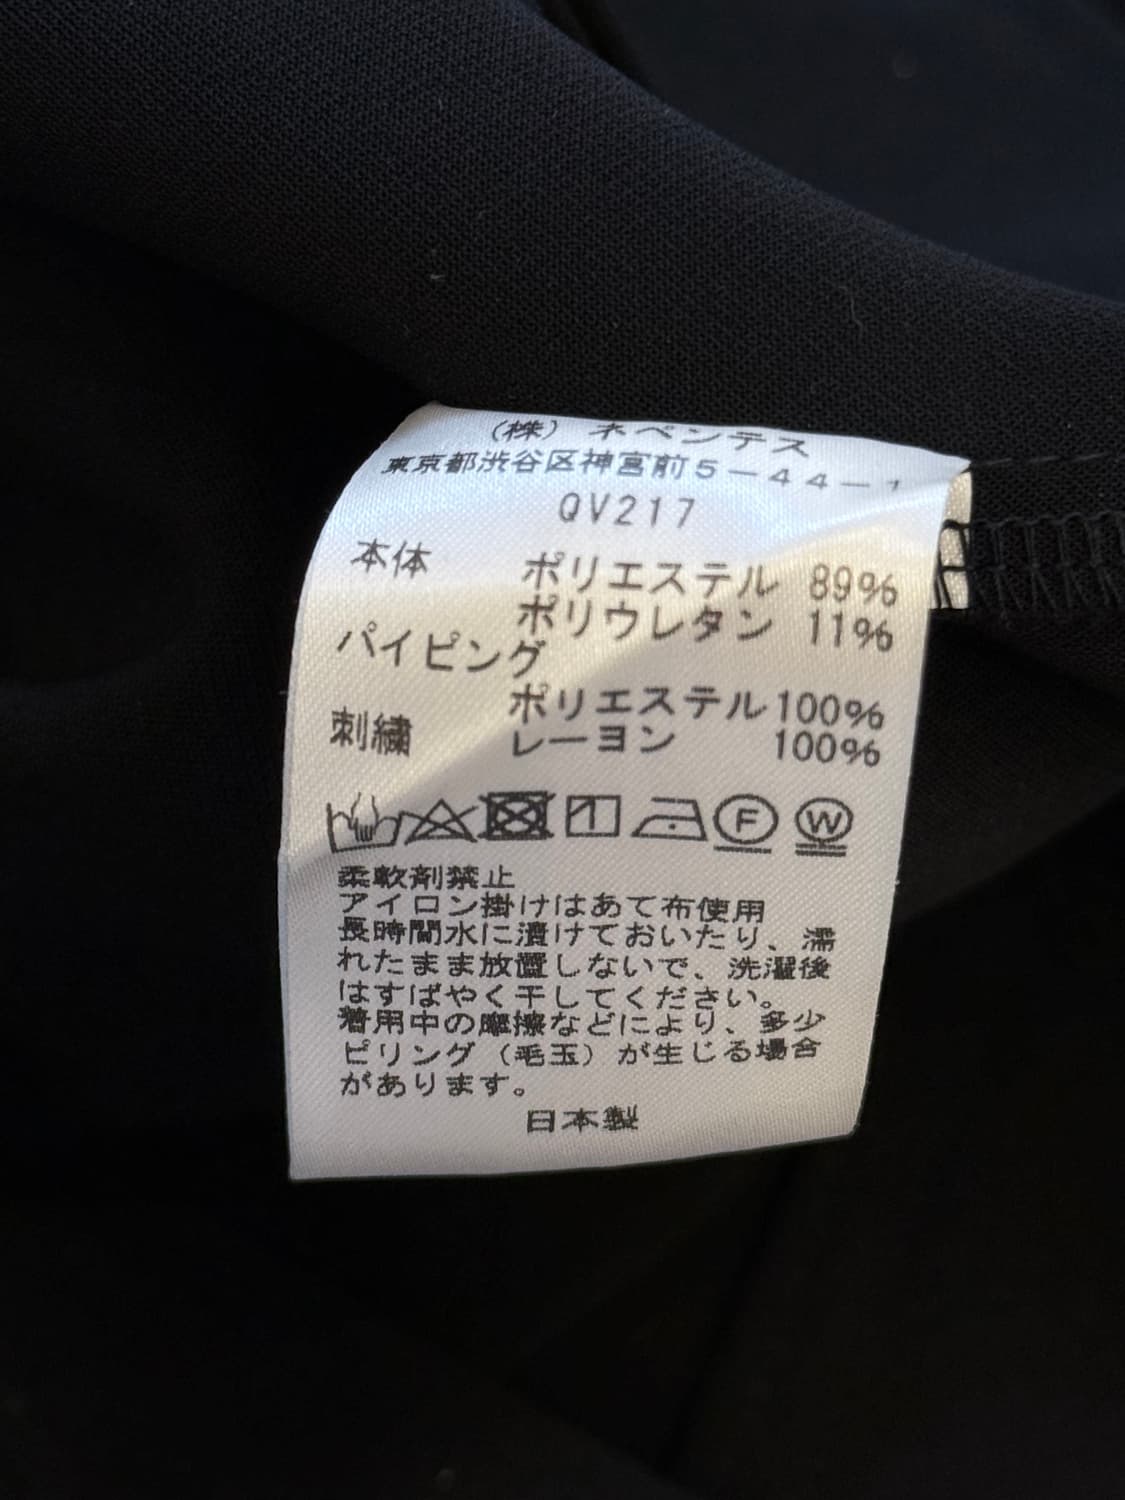 (株) ネペンテス
東京都渋谷区神宮前5-44-1
QV217
本体 ポリエステル 89%
ポリウレタン 11%
パイピング
ポリエステル100%
刺繍 レーヨン 100%
F W
柔軟剤禁止
アイロン掛けはあて布使用
長時間水に漬けておいたり、濡
れたまま放置しないで、洗濯後
はすばやく干してください。
着用中の摩擦などにより、多少
ピリング(毛玉)が生じる場合
があります。
日本製